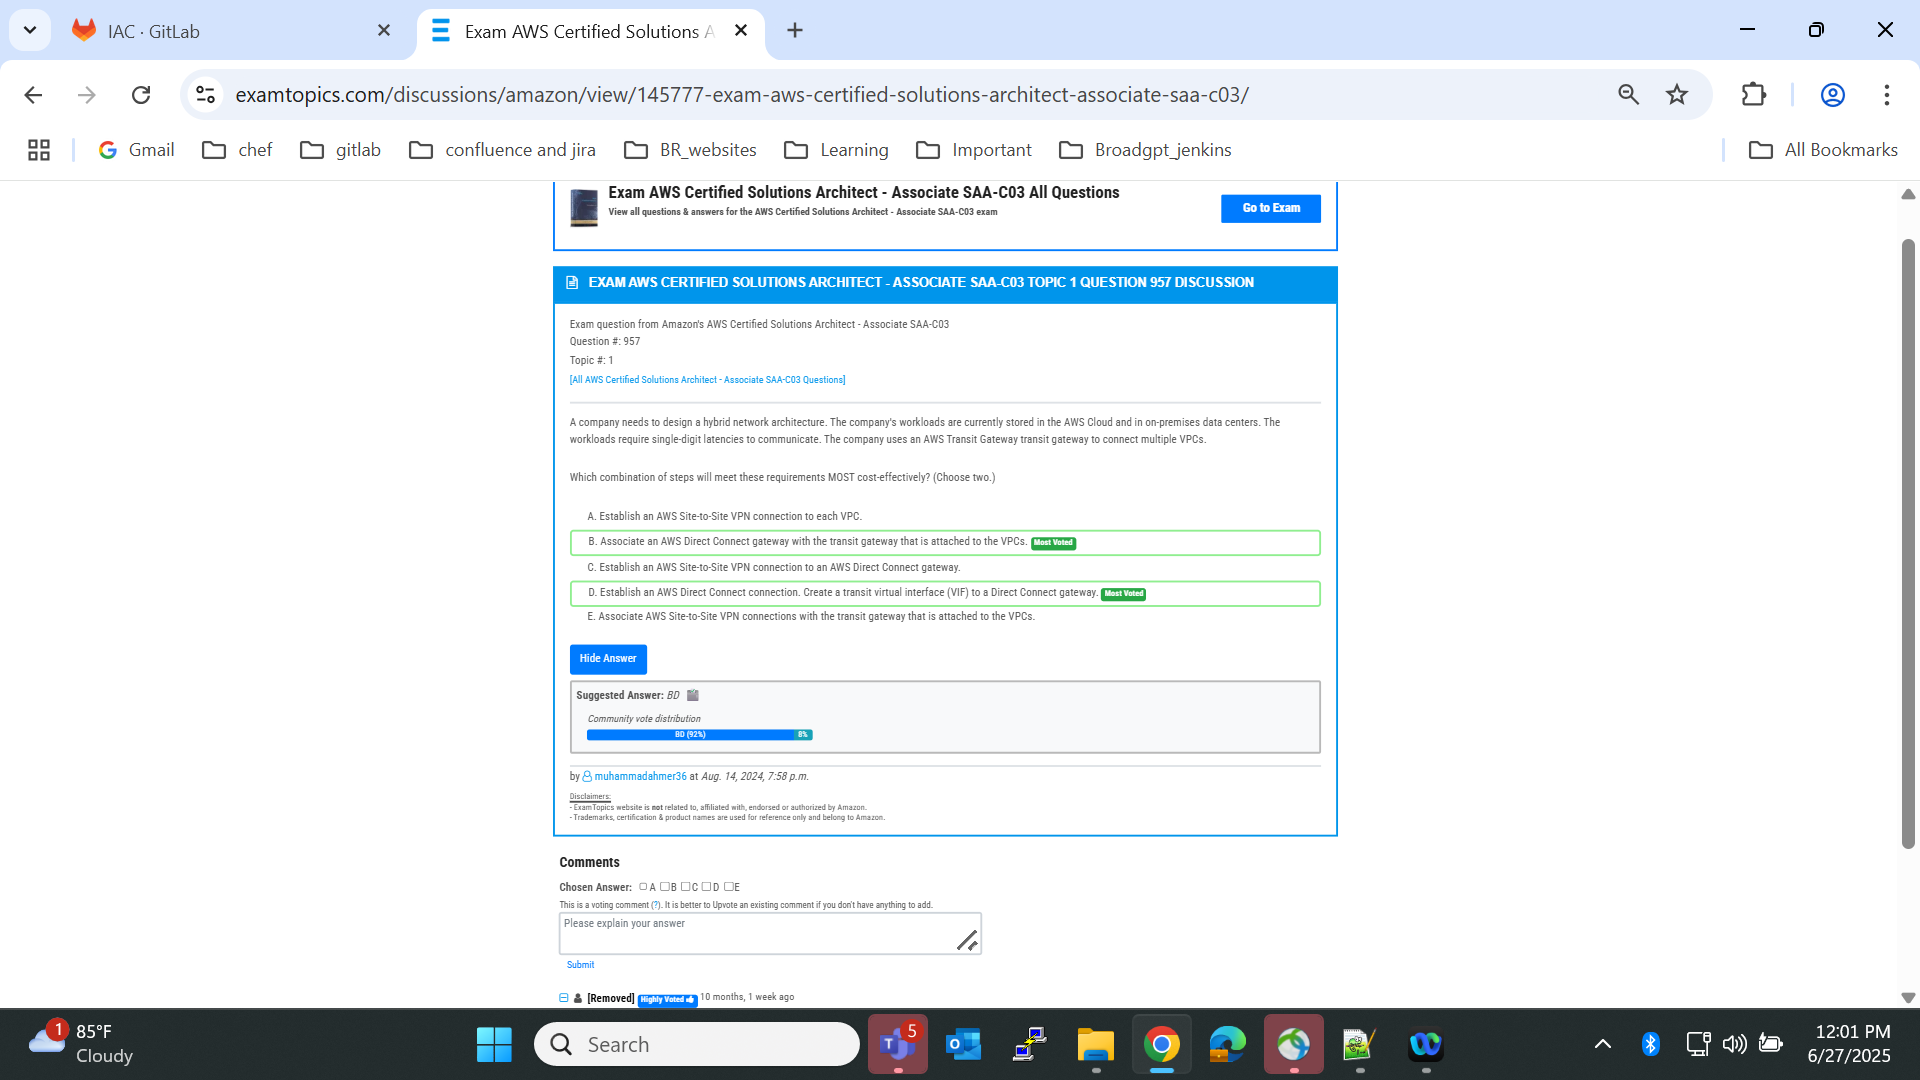 IAC · GitLab
Exam AWS Certified Solutions A
examtopics.com/discussions/amazon/view/145777-exam-aws-certified-solutions-architect-associate-saa-c03/
Gmail
chef
gitlab
confluence and jira
BR_websites
Learning
Important
Broadgpt_jenkins
All Bookmarks
Exam AWS Certified Solutions Architect - Associate SAA-C03 All Questions
View all questions & answers for the AWS Certified Solutions Architect - Associate SAA-C03 exam
Go to Exam
EXAM AWS CERTIFIED SOLUTIONS ARCHITECT - ASSOCIATE SAA-C03 TOPIC 1 QUESTION 957 DISCUSSION
Exam question from Amazon's AWS Certified Solutions Architect - Associate SAA-C03
Question #: 957
Topic #: 1
[All AWS Certified Solutions Architect - Associate SAA-C03 Questions]
A company needs to design a hybrid network architecture. The company's workloads are currently stored in the AWS Cloud and in on-premises data centers. The
workloads require single-digit latencies to communicate. The company uses an AWS Transit Gateway transit gateway to connect multiple VPCs.
Which combination of steps will meet these requirements MOST cost-effectively? (Choose two.)
A. Establish an AWS Site-to-Site VPN connection to each VPC.
B. Associate an AWS Direct Connect gateway with the transit gateway that is attached to the VPCs. Most Voted
C. Establish an AWS Site-to-Site VPN connection to an AWS Direct Connect gateway.
D. Establish an AWS Direct Connect connection. Create a transit virtual interface (VIF) to a Direct Connect gateway. Most Voted
E. Associate AWS Site-to-Site VPN connections with the transit gateway that is attached to the VPCs.
Hide Answer
Suggested Answer: BD
Community vote distribution
BD (92%) 8%
by muhammadahmer36 at Aug. 14, 2024, 7:58 p.m.
Disclaimers:
- ExamTopics website is not related to, affiliated with, endorsed or authorized by Amazon.
- Trademarks, certification & product names are used for reference only and belong to Amazon.
Comments
Chosen Answer: A B C D E
This is a voting comment (?). It is better to Upvote an existing comment if you don't have anything to add.
Please explain your answer
Submit
[Removed] Highly Voted 10 months, 1 week ago
1
85°F
Cloudy
Search
5
12:01 PM
6/27/2025